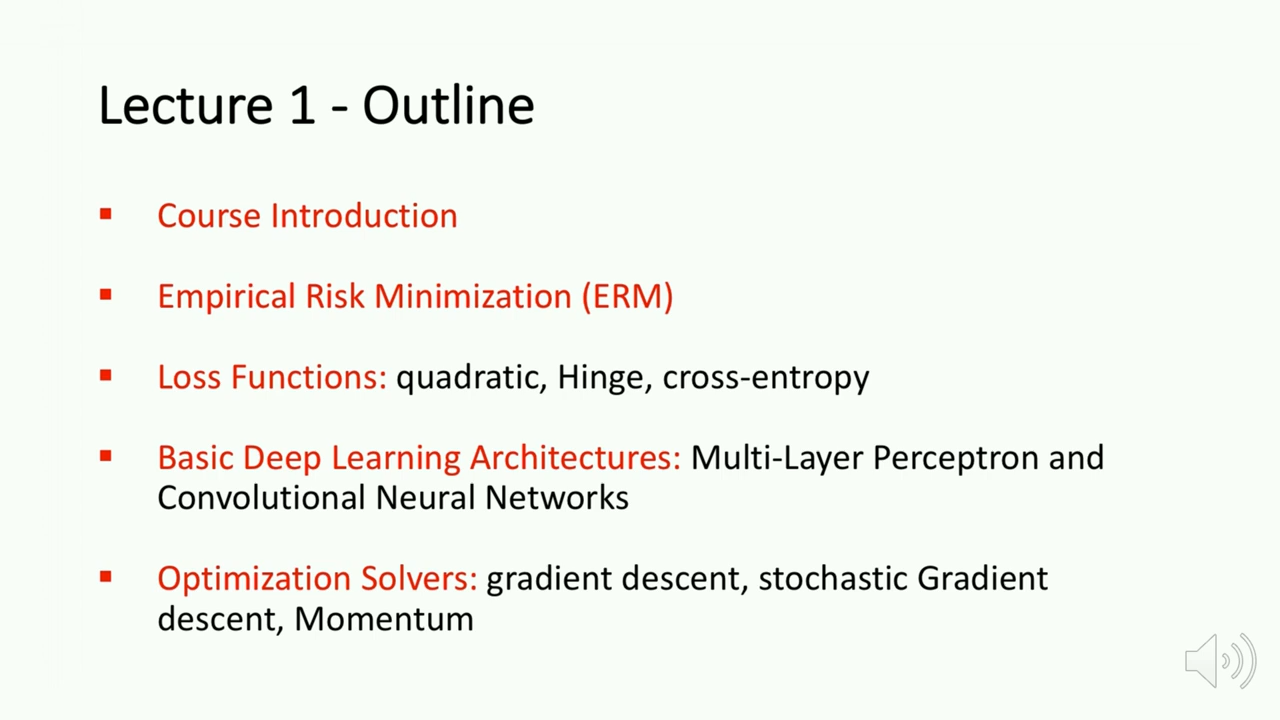 Lecture 1 - Outline
▪ Course Introduction
▪ Empirical Risk Minimization (ERM)
▪ Loss Functions: quadratic, Hinge, cross-entropy
▪ Basic Deep Learning Architectures: Multi-Layer Perceptron and
Convolutional Neural Networks
▪ Optimization Solvers: gradient descent, stochastic Gradient
descent, Momentum